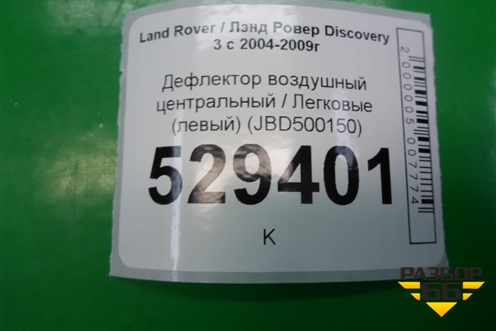 Land Rover / Лэнд Ровер Discovery
3 с 2004-2009г
Дефлектор воздушный
центральный / Легковые
(левый) (JBD500150)
529401
К
2000005007774
РАЗБОР
66